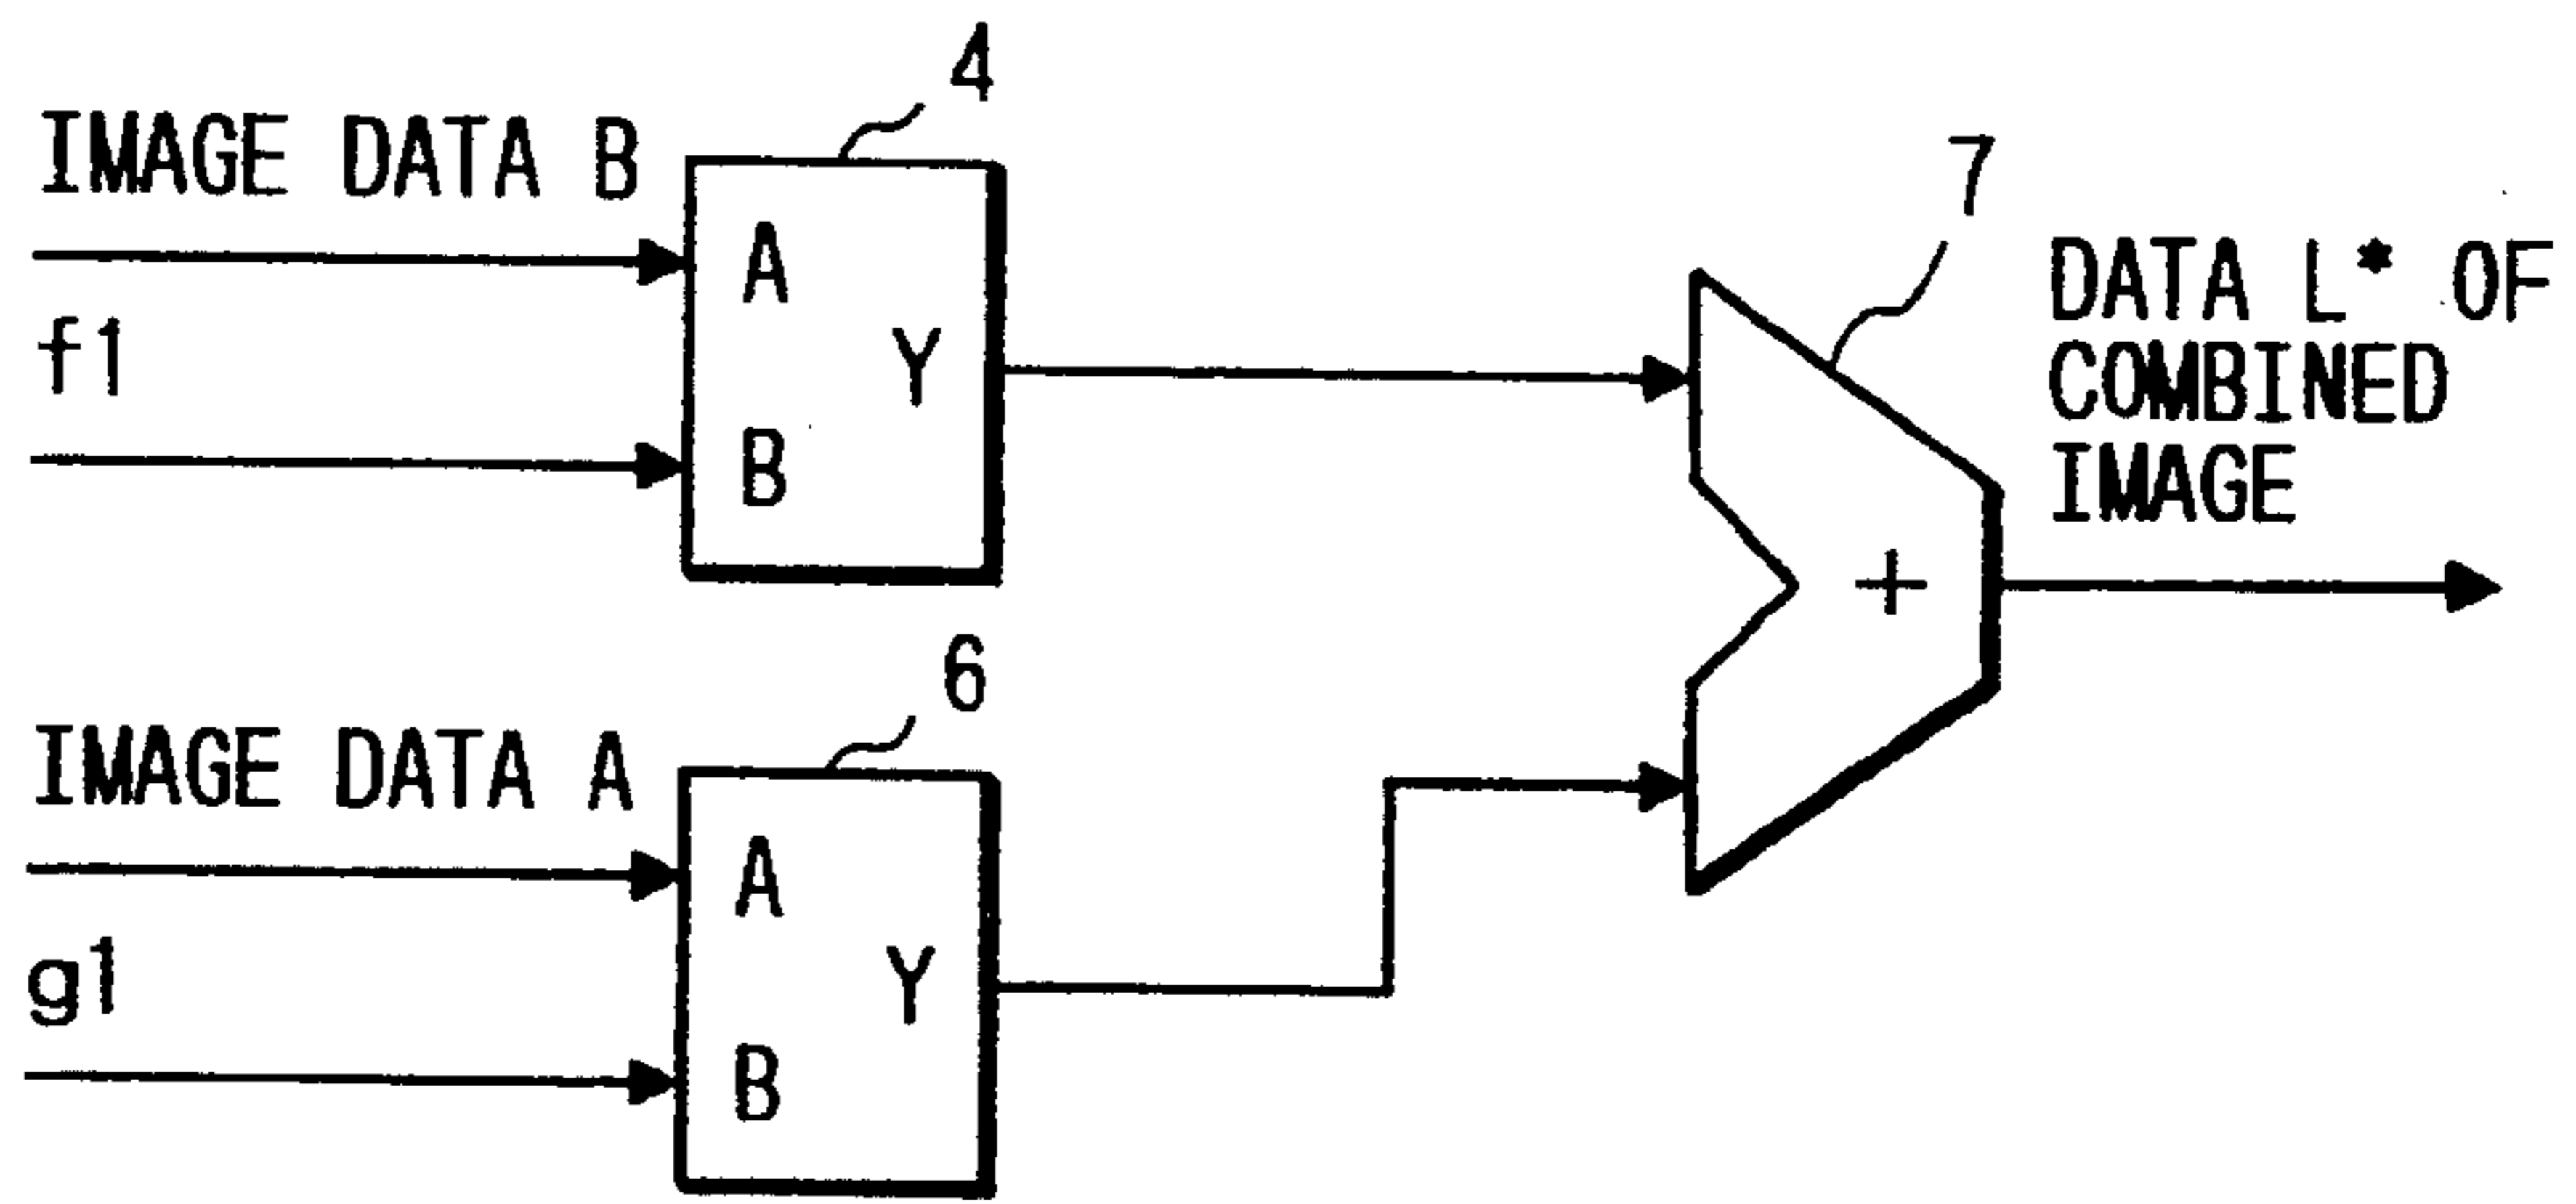 4
IMAGE DATA B
A
f1
Y
B
7
DATA L* OF
COMBINED
IMAGE
+
6
IMAGE DATA A
A
g1
Y
B